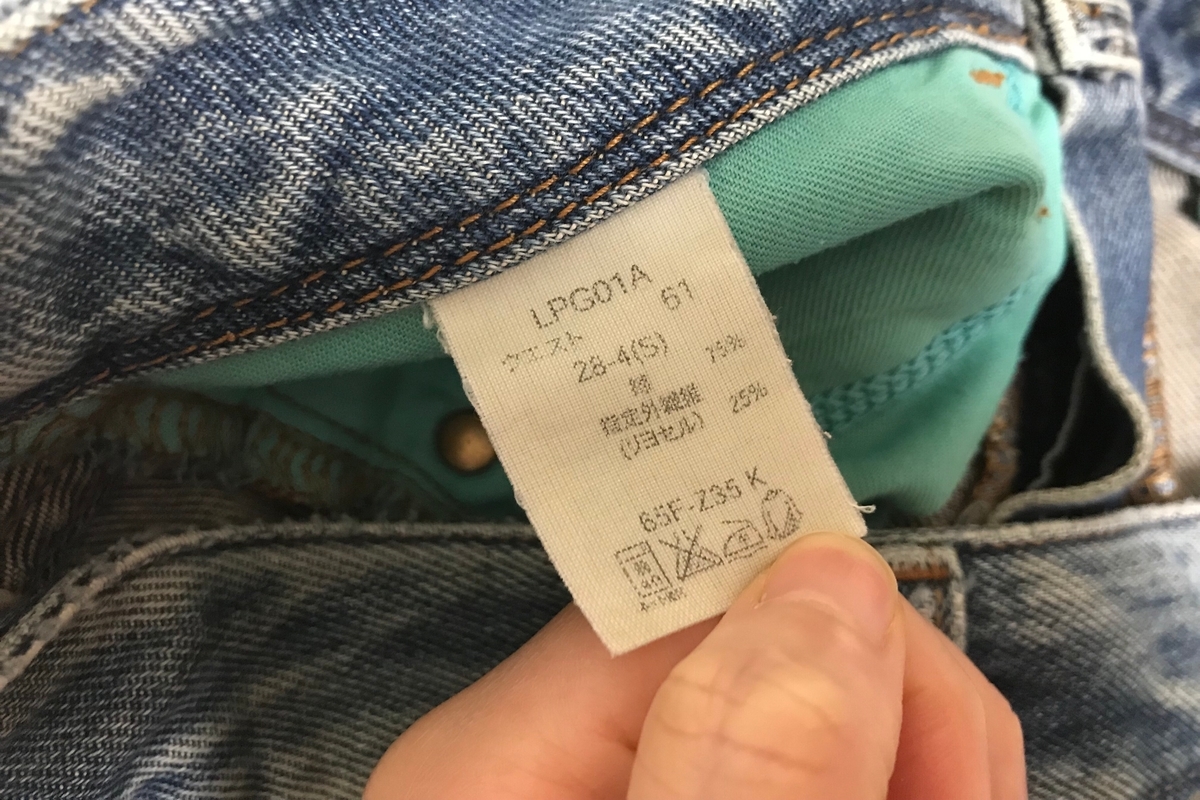 LPG01A
ウエスト 61
28-4(S)
綿 75%
指定外繊維
(リヨセル) 25%
65F-Z35 K